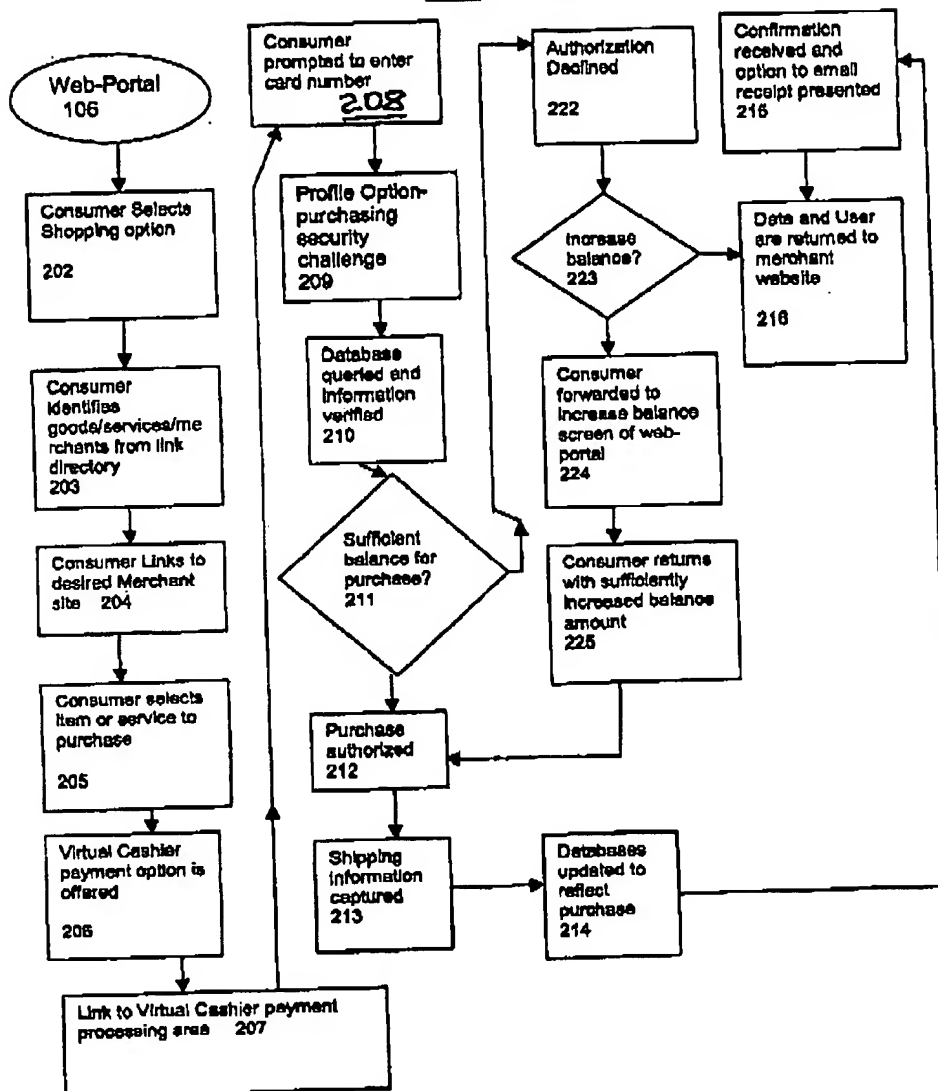 Web-Portal
106
Consumer Selects
Shopping option
202
Consumer
identifies
goods/services/me
rchants from link
directory
203
Consumer Links to
desired Merchant
site 204
Consumer selects
item or service to
purchase
205
Virtual Cashier
payment option is
offered
206
Link to Virtual Cashier payment
processing area 207
Consumer
prompted to enter
card number
208
Profile Option-
purchasing
security
challenge
209
Database
queried and
information
verified
210
Sufficient
balance for
purchase?
211
Purchase
authorized
212
Shipping
information
captured
213
Databases
updated to
reflect
purchase
214
Authorization
Declined
222
Increase
balance?
223
Consumer
forwarded to
increase balance
screen of web-
portal
224
Consumer returns
with sufficiently
increased balance
amount
225
Confirmation
received and
option to email
receipt presented
215
Data and User
are returned to
merchant
website
216